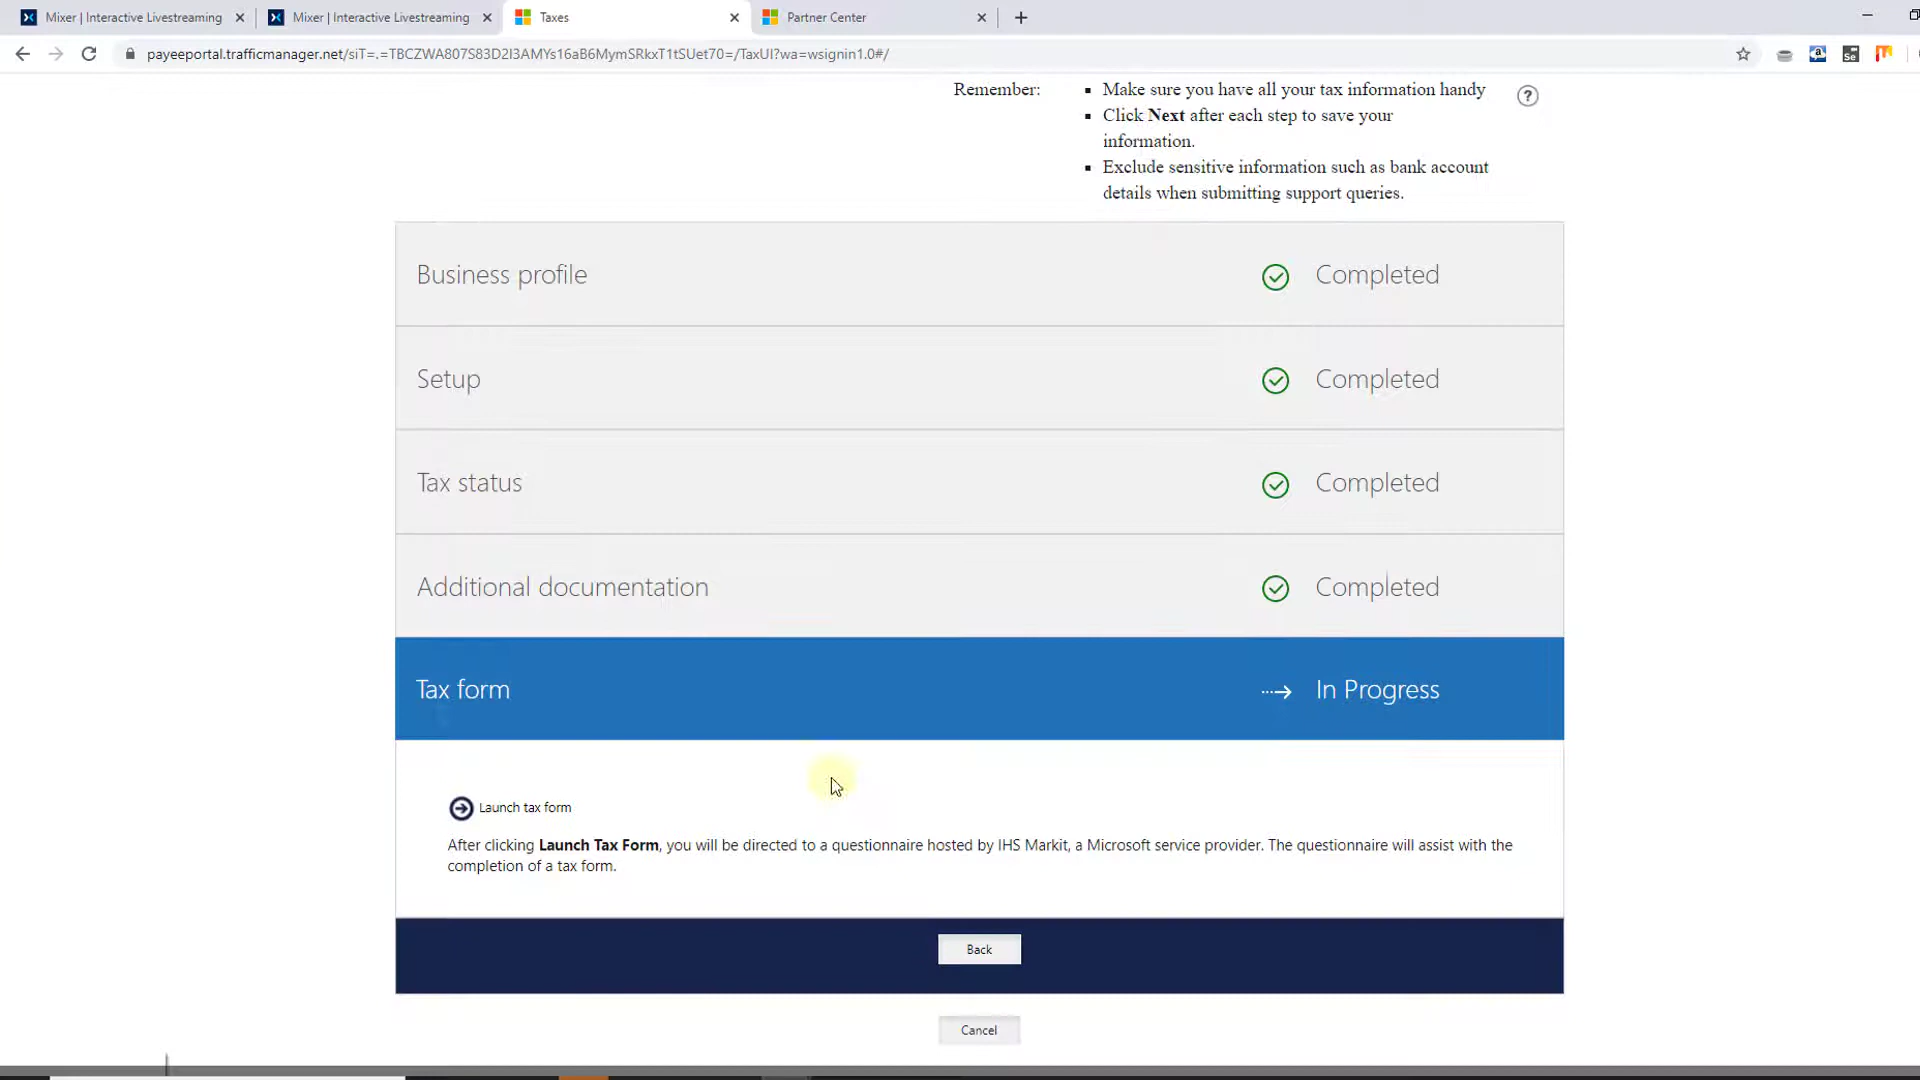 Mixer | Interactive Livestreaming
Mixer | Interactive Livestreaming
Taxes
Partner Center
payeeportal.trafficmanager.net/siT=.=TBCZWA807S83D2I3AMYs16aB6MymSRkxT1tSUet70=/TaxUI?wa=wsignin1.0#/
Remember:
Make sure you have all your tax information handy
Click Next after each step to save your
information.
Exclude sensitive information such as bank account
details when submitting support queries.
Business profile
Completed
Setup
Completed
Tax status
Completed
Additional documentation
Completed
Tax form
In Progress
Launch tax form
After clicking Launch Tax Form, you will be directed to a questionnaire hosted by IHS Markit, a Microsoft service provider. The questionnaire will assist with the
completion of a tax form.
Back
Cancel